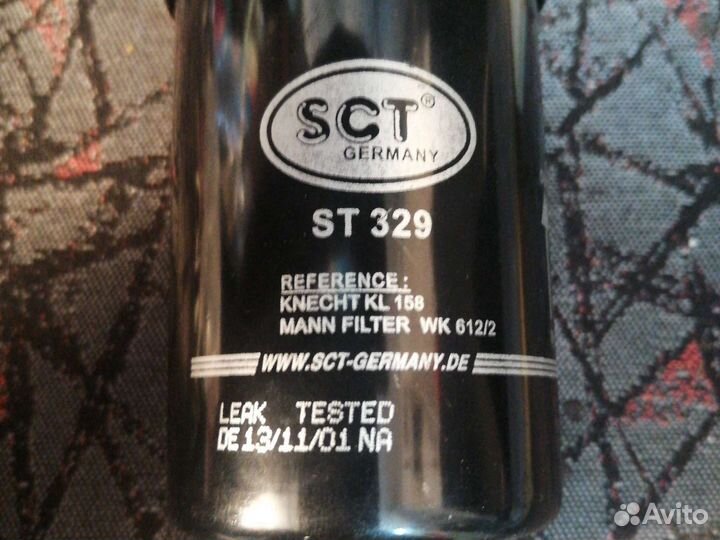 SCT®
GERMANY
ST 329
REFERENCE:
KNECHT KL 158
MANN FILTER WK 612/2
WWW.SCT-GERMANY.DE
LEAK TESTED
DE13/11/01 NA
Avito